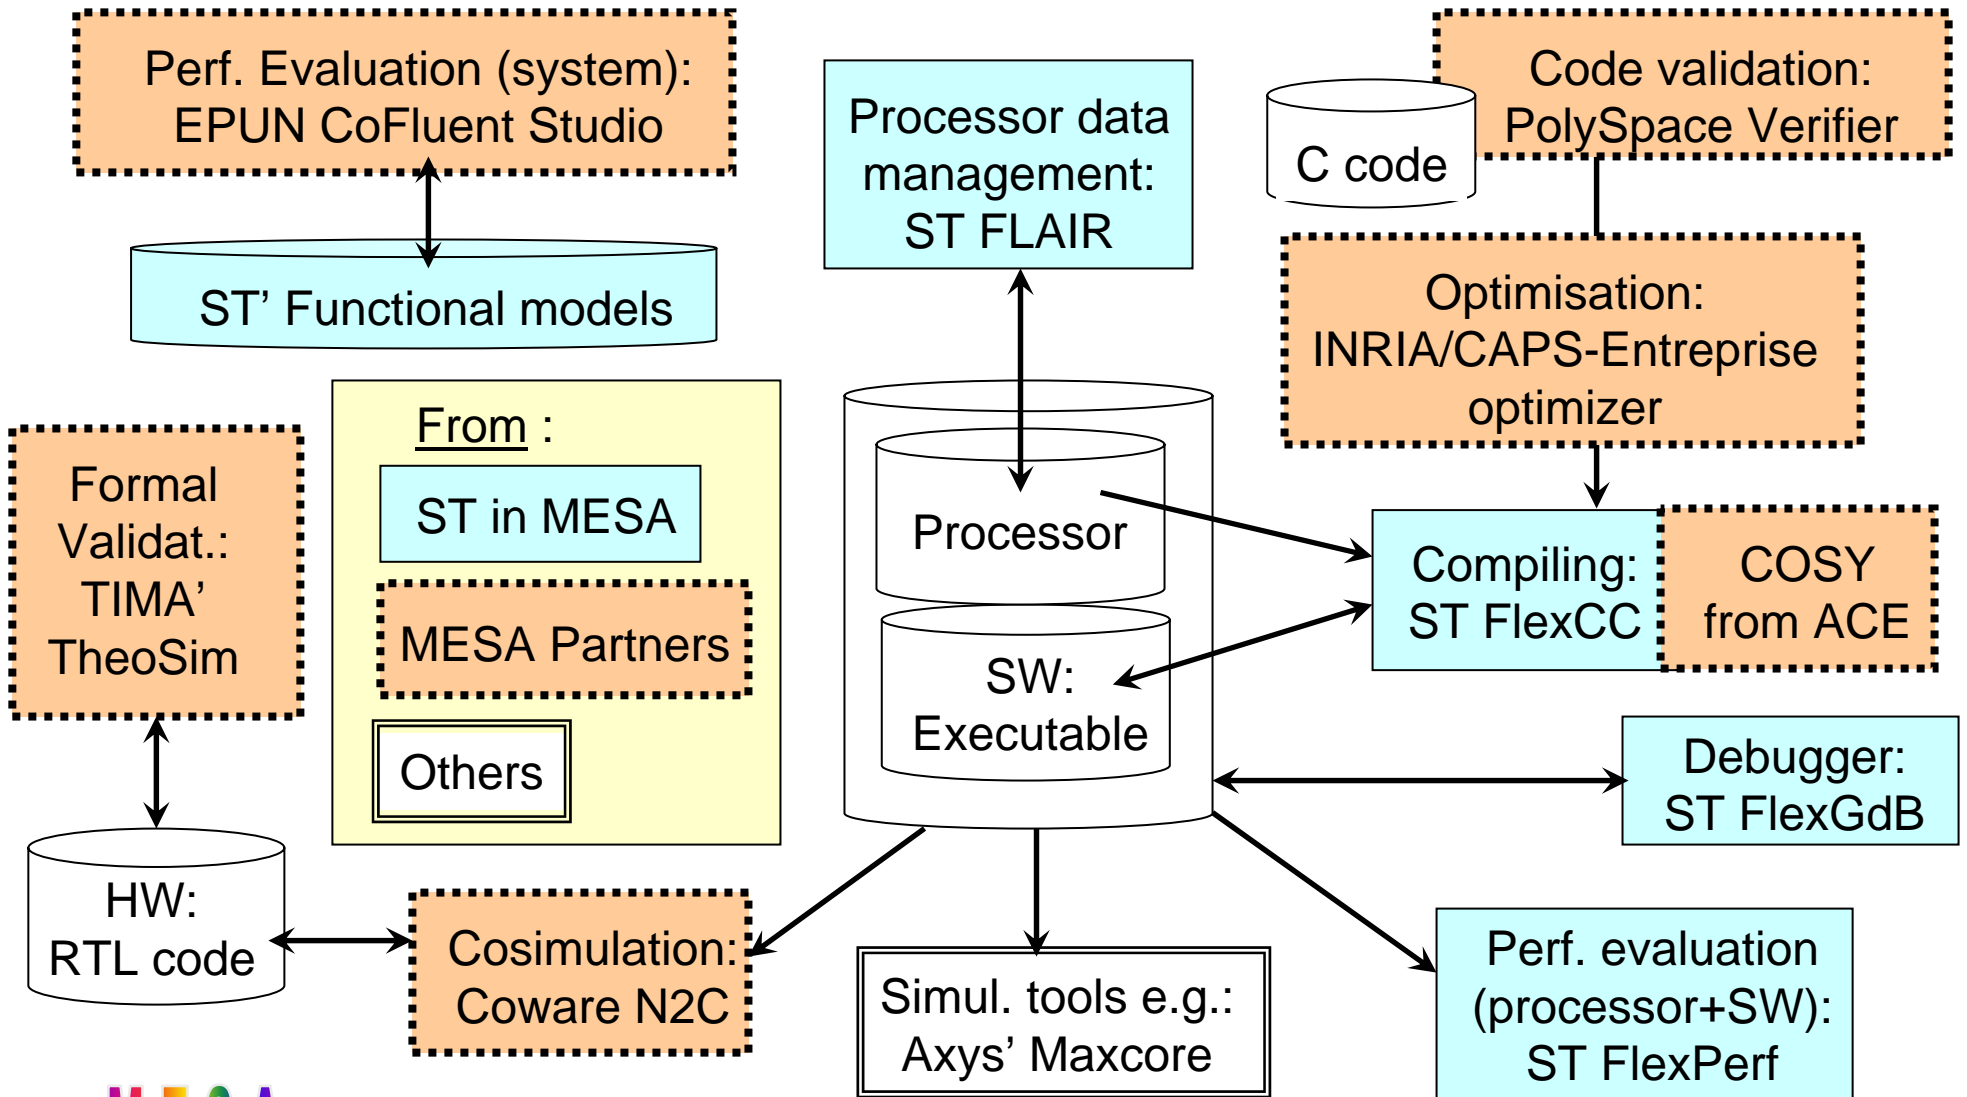 Perf. Evaluation (system):
EPUN CoFluent Studio
ST’ Functional models
Processor data
management:
ST FLAIR
Code validation:
PolySpace Verifier
C code
Optimisation:
INRIA/CAPS-Entreprise
optimizer
Formal
Validat.:
TIMA’
TheoSim
From :
ST in MESA
MESA Partners
Others
Processor
SW:
Executable
Compiling:
ST FlexCC
COSY
from ACE
Debugger:
ST FlexGdB
HW:
RTL code
Cosimulation:
Coware N2C
Simul. tools e.g.:
Axys’ Maxcore
Perf. evaluation
(processor+SW):
ST FlexPerf